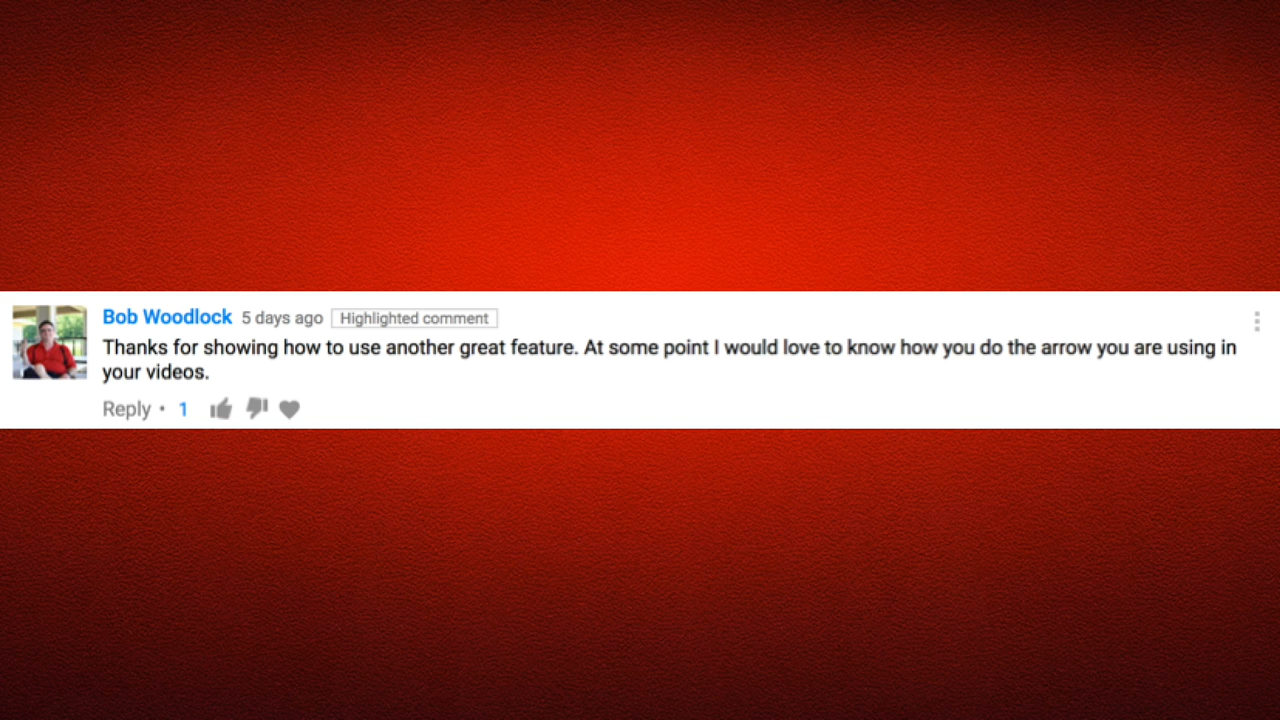 Bob Woodlock 5 days ago Highlighted comment
Thanks for showing how to use another great feature. At some point I would love to know how you do the arrow you are using in
your videos.
Reply • 1